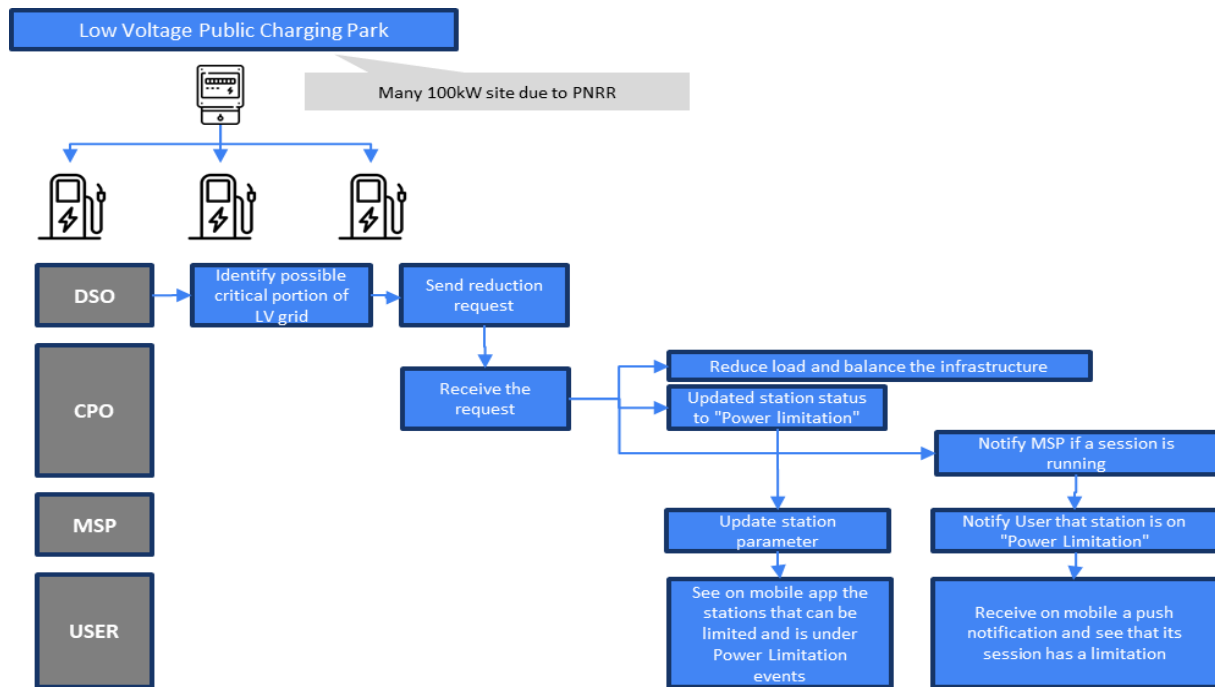 Low Voltage Public Charging Park
Many 100kW site due to PNRR
DSO
Identify possible
critical portion of
LV grid
Send reduction
request
CPO
Receive the
request
Reduce load and balance the infrastructure
Updated station status
to "Power limitation"
Notify MSP if a session is
running
MSP
Update station
parameter
Notify User that station is on
"Power Limitation"
USER
See on mobile app the
stations that can be
limited and is under
Power Limitation
events
Receive on mobile a push
notification and see that its
session has a limitation